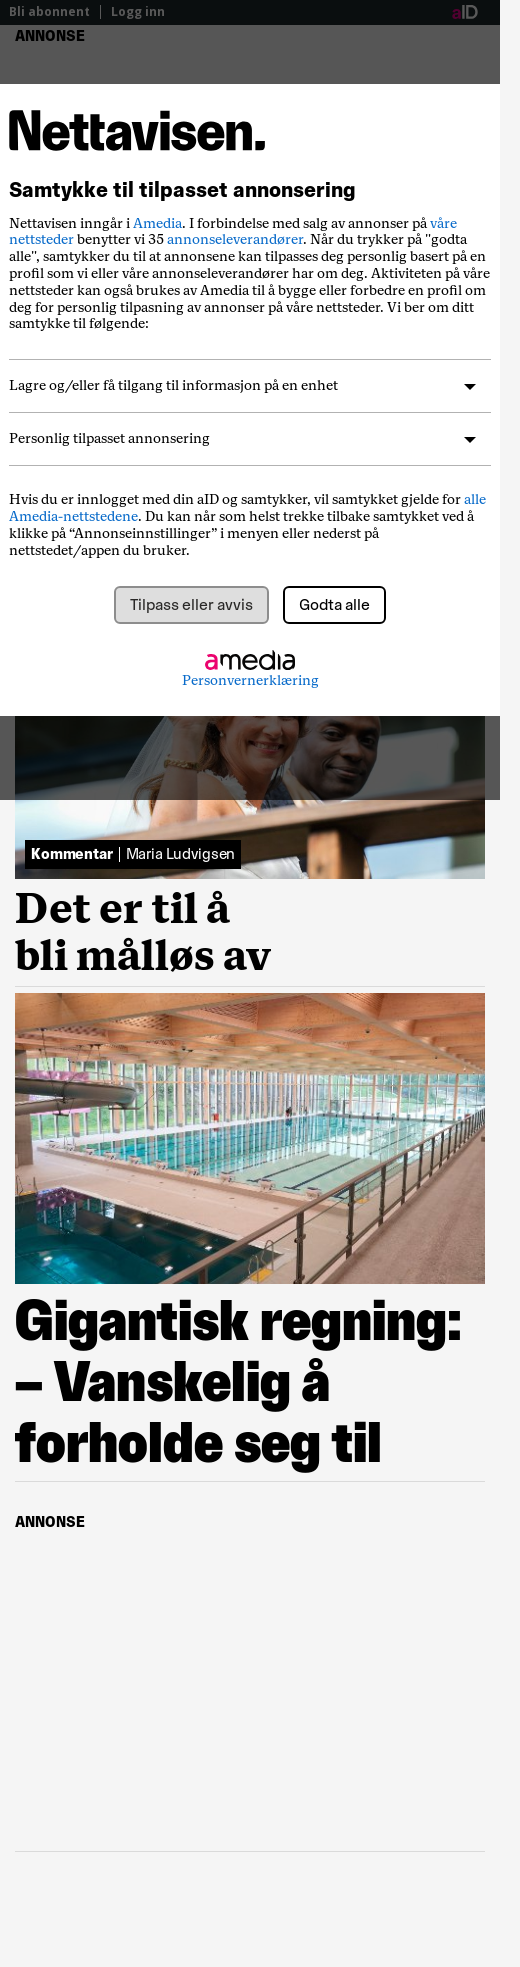 Bli abonnent | Logg inn
aID
ANNONSE
Nettavisen.
Samtykke til tilpasset annonsering
Nettavisen inngår i Amedia. I forbindelse med salg av annonser på våre
nettsteder benytter vi 35 annonseleverandører. Når du trykker på "godta
alle", samtykker du til at annonsene kan tilpasses deg personlig basert på en
profil som vi eller våre annonseleverandører har om deg. Aktiviteten på våre
nettsteder kan også brukes av Amedia til å bygge eller forbedre en profil om
deg for personlig tilpasning av annonser på våre nettsteder. Vi ber om ditt
samtykke til følgende:
Lagre og/eller få tilgang til informasjon på en enhet
Personlig tilpasset annonsering
Hvis du er innlogget med din aID og samtykker, vil samtykket gjelde for alle
Amedia-nettstedene. Du kan når som helst trekke tilbake samtykket ved å
klikke på “Annonseinnstillinger” i menyen eller nederst på
nettstedet/appen du bruker.
Tilpass eller avvis
Godta alle
amedia
Personvernerklæring
Kommentar | Maria Ludvigsen
Det er til å
bli målløs av
Gigantisk regning:
– Vanskelig å
forholde seg til
ANNONSE